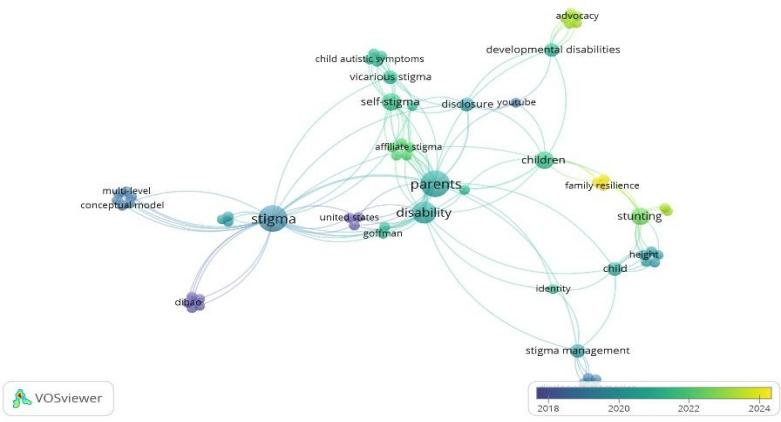 advocacy
developmental disabilities
child autistic symptoms
vicarious stigma
self-stigma
disclosure
youtube
affiliate stigma
children
parents
family resilience
multi-level
conceptual model
stigma
united states
disability
stunting
goffman
height
child
identity
dibao
stigma management
VOSviewer
2018
2020
2022
2024